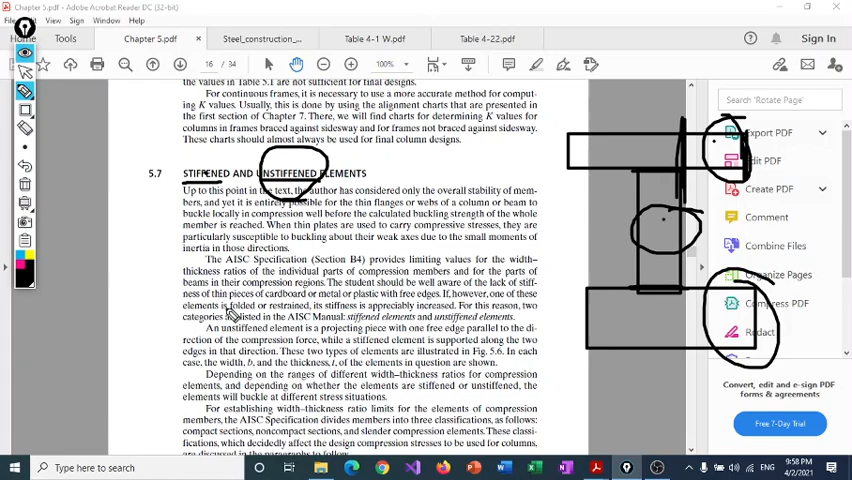 Chapter 5.pdf - Adobe Acrobat Reader DC (32-bit)
Edit View Sign Window Help
Home Tools Chapter 5.pdf × Steel_construction_... Table 4-1 W.pdf Table 4-22.pdf Sign In
16 / 34 100%
the values in Table 5.1 are not sufficient for final designs.
For continuous frames, it is necessary to use a more accurate method for comput-
ing K values. Usually, this is done by using the alignment charts that are presented in
the first section of Chapter 7. There, we will find charts for determining K values for
columns in frames braced against sidesway and for frames not braced against sidesway.
These charts should almost always be used for final column designs.
5.7 STIFFENED AND UNSTIFFENED ELEMENTS
Up to this point in the text, the author has considered only the overall stability of mem-
bers, and yet it is entirely possible for the thin flanges or webs of a column or beam to
buckle locally in compression well before the calculated buckling strength of the whole
member is reached. When thin plates are used to carry compressive stresses, they are
particularly susceptible to buckling about their weak axes due to the small moments of
inertia in those directions.
The AISC Specification (Section B4) provides limiting values for the width–
thickness ratios of the individual parts of compression members and for the parts of
beams in their compression regions. The student should be well aware of the lack of stiff-
ness of thin pieces of cardboard or metal or plastic with free edges. If, however, one of these
elements is folded or restrained, its stiffness is appreciably increased. For this reason, two
categories are listed in the AISC Manual: stiffened elements and unstiffened elements.
An unstiffened element is a projecting piece with one free edge parallel to the di-
rection of the compression force, while a stiffened element is supported along the two
edges in that direction. These two types of elements are illustrated in Fig. 5.6. In each
case, the width, b, and the thickness, t, of the elements in question are shown.
Depending on the ranges of different width–thickness ratios for compression
elements, and depending on whether the elements are stiffened or unstiffened, the
elements will buckle at different stress situations.
For establishing width–thickness ratio limits for the elements of compression
members, the AISC Specification divides members into three classifications, as follows:
compact sections, noncompact sections, and slender compression elements. These classi-
fications, which decidedly affect the design compression stresses to be used for columns,
are discussed in the paragraphs to follow.
Search 'Rotate Page'
Export PDF
Edit PDF
Create PDF
Comment
Combine Files
Organize Pages
Compress PDF
Redact
Convert, edit and e-sign PDF
forms & agreements
Free 7-Day Trial
Type here to search
ENG
9:58 PM
4/2/2021